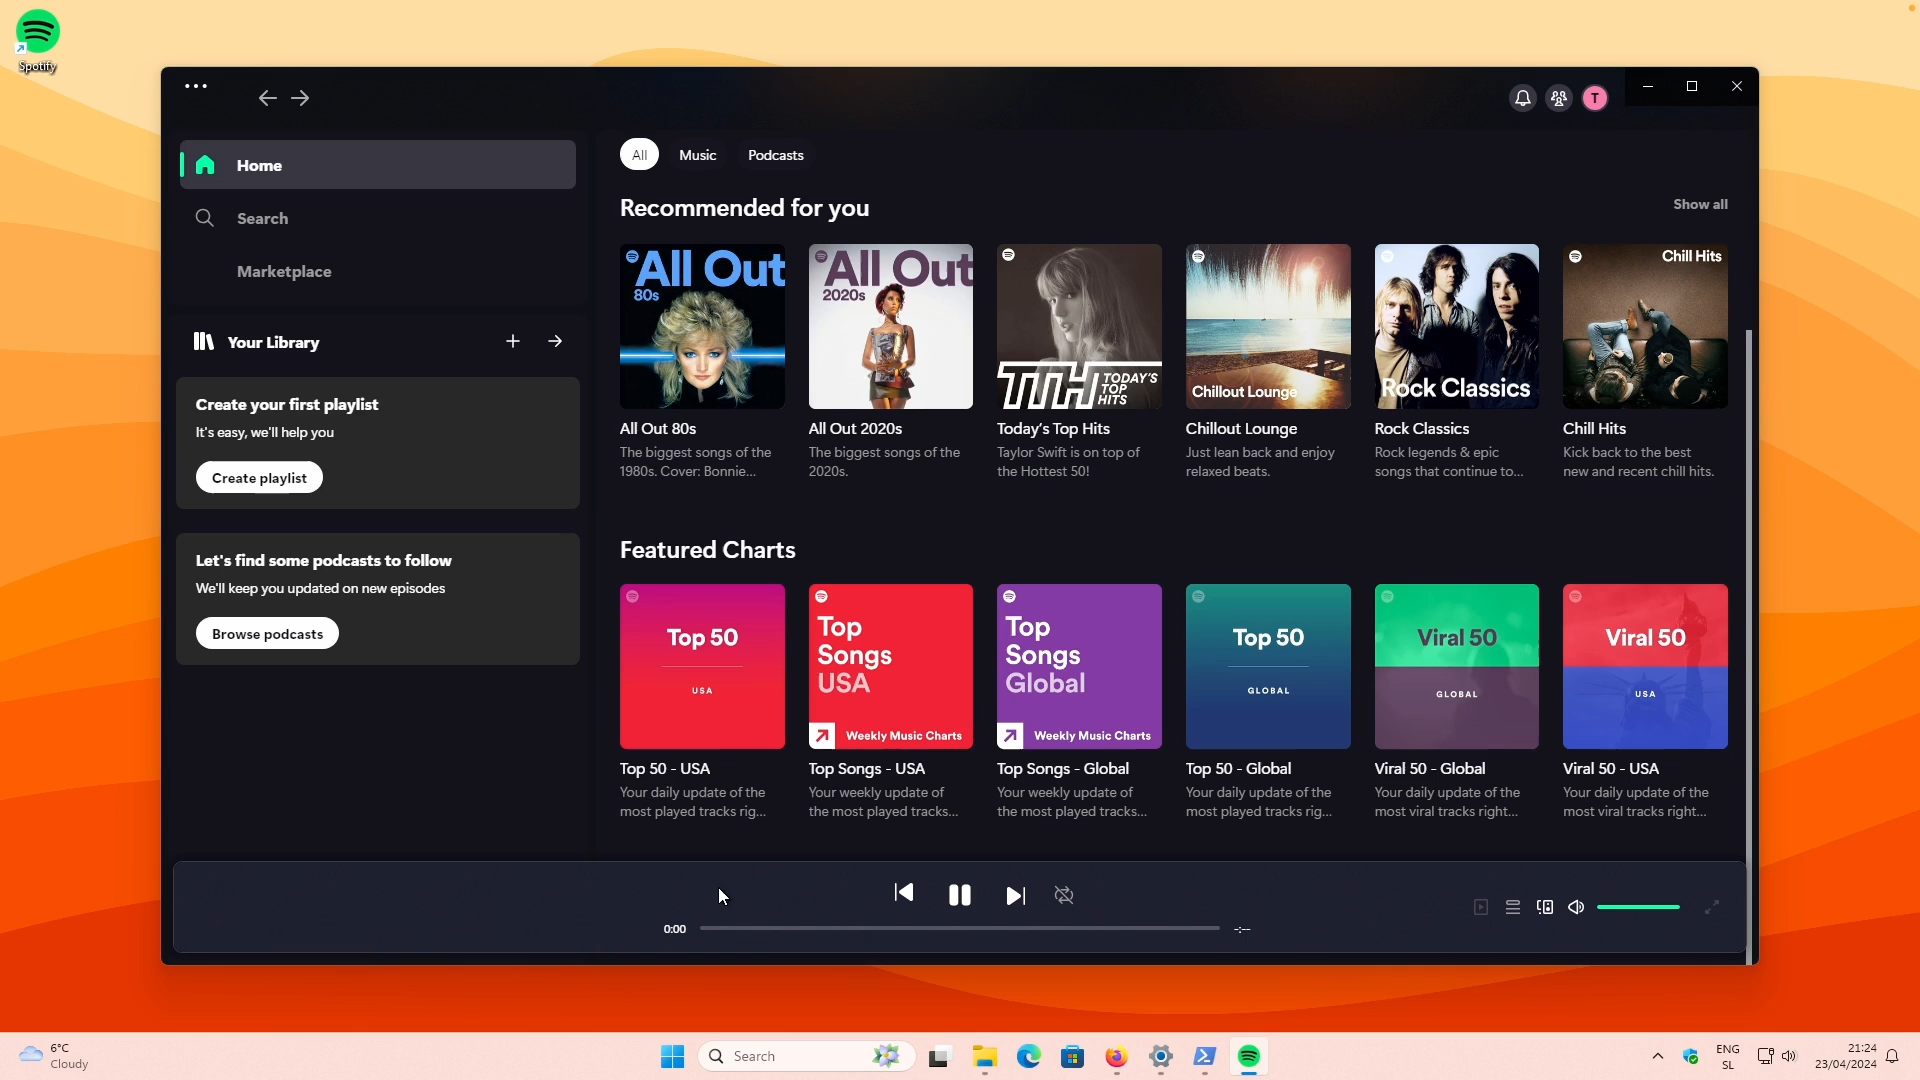 Spotify
T
Home
Search
Marketplace
Your Library
Create your first playlist
It's easy, we'll help you
Create playlist
Let's find some podcasts to follow
We'll keep you updated on new episodes
Browse podcasts
All
Music
Podcasts
Recommended for you
Show all
All Out
80s
All Out
2020s
TTH TODAY'S
TOP
HITS
Chillout Lounge
Rock Classics
Chill Hits
All Out 80s
The biggest songs of the
1980s. Cover: Bonnie...
All Out 2020s
The biggest songs of the
2020s.
Today's Top Hits
Taylor Swift is on top of
the Hottest 50!
Chillout Lounge
Just lean back and enjoy
relaxed beats.
Rock Classics
Rock legends & epic
songs that continue to...
Chill Hits
Kick back to the best
new and recent chill hits.
Featured Charts
Top 50
USA
Top
Songs
USA
Weekly Music Charts
Top
Songs
Global
Weekly Music Charts
Top 50
GLOBAL
Viral 50
GLOBAL
Viral 50
USA
Top 50 - USA
Your daily update of the
most played tracks rig...
Top Songs - USA
Your weekly update of
the most played tracks...
Top Songs - Global
Your weekly update of
the most played tracks...
Top 50 - Global
Your daily update of the
most played tracks rig...
Viral 50 - Global
Your daily update of the
most viral tracks right...
Viral 50 - USA
Your daily update of the
most viral tracks right...
0:00
-:--
6°C
Cloudy
Search
ENG
SL
21:24
23/04/2024